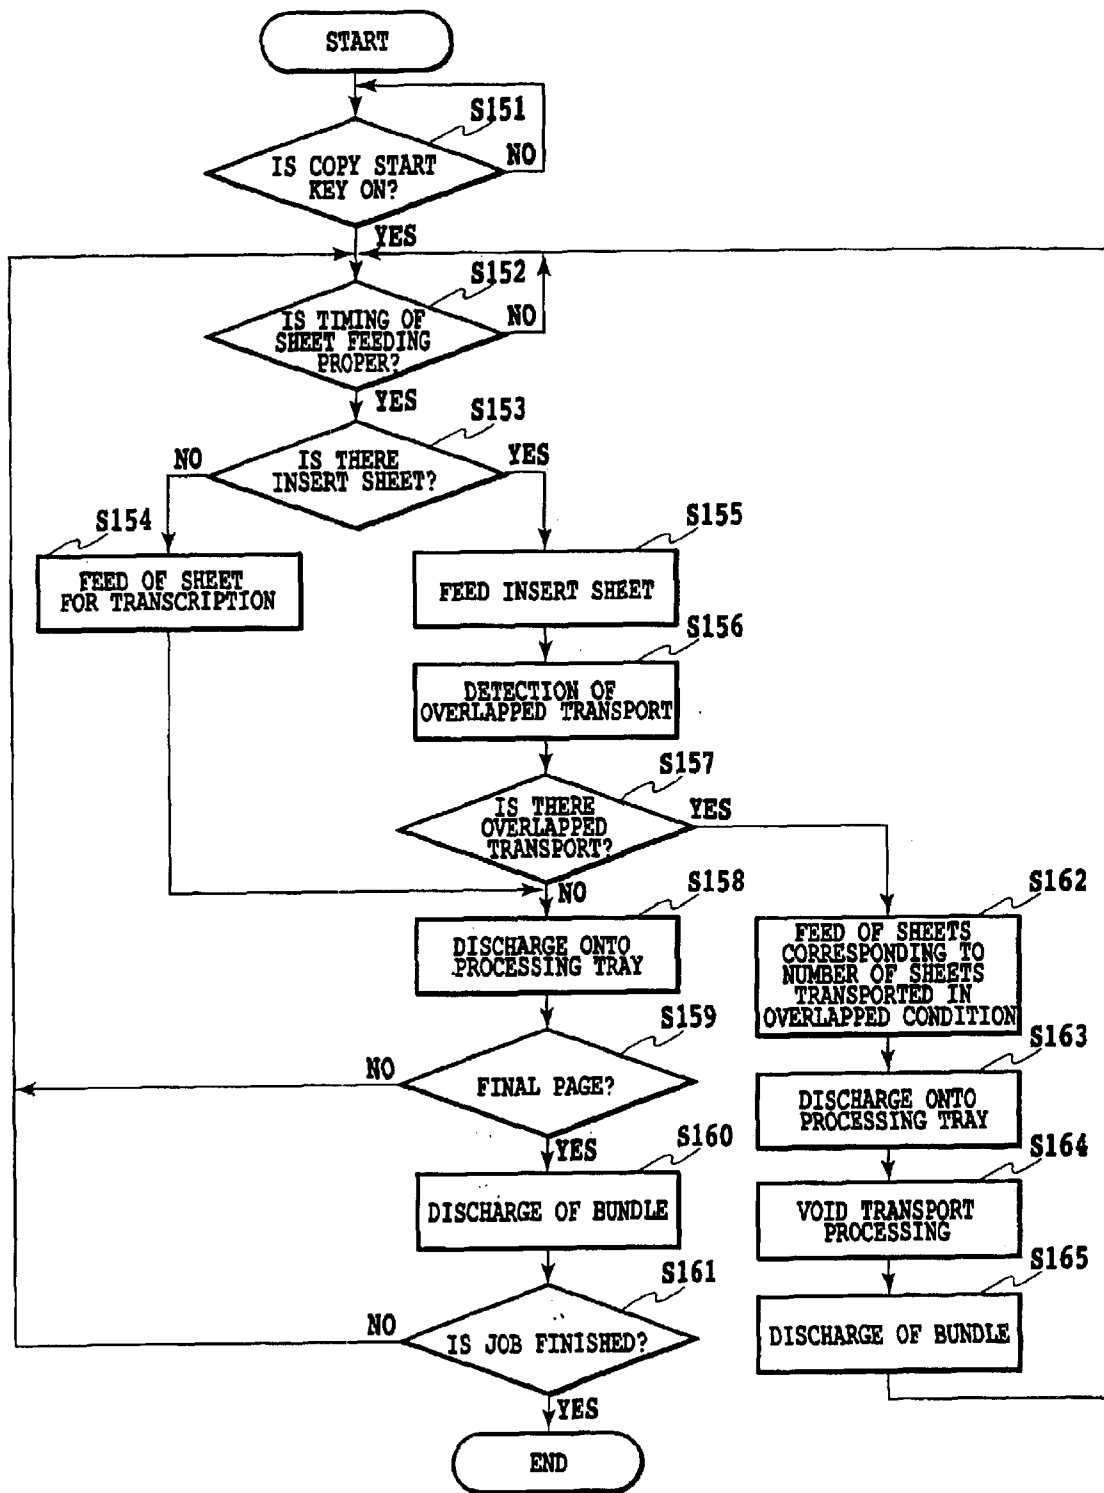 START
S151
IS COPY START
KEY ON?
NO
YES
S152
IS TIMING OF
SHEET FEEDING
PROPER?
NO
YES
S153
IS THERE
INSERT SHEET?
NO
YES
S154
FEED OF SHEET
FOR TRANSCRIPTION
S155
FEED INSERT SHEET
S156
DETECTION OF
OVERLAPPED TRANSPORT
S157
IS THERE
OVERLAPPED
TRANSPORT?
YES
NO
S158
DISCHARGE ONTO
PROCESSING TRAY
S159
FINAL PAGE?
NO
YES
S160
DISCHARGE OF BUNDLE
S161
IS JOB FINISHED?
NO
YES
END
S162
FEED OF SHEETS
CORRESPONDING TO
NUMBER OF SHEETS
TRANSPORTED IN
OVERLAPPED CONDITION
S163
DISCHARGE ONTO
PROCESSING TRAY
S164
VOID TRANSPORT
PROCESSING
S165
DISCHARGE OF BUNDLE